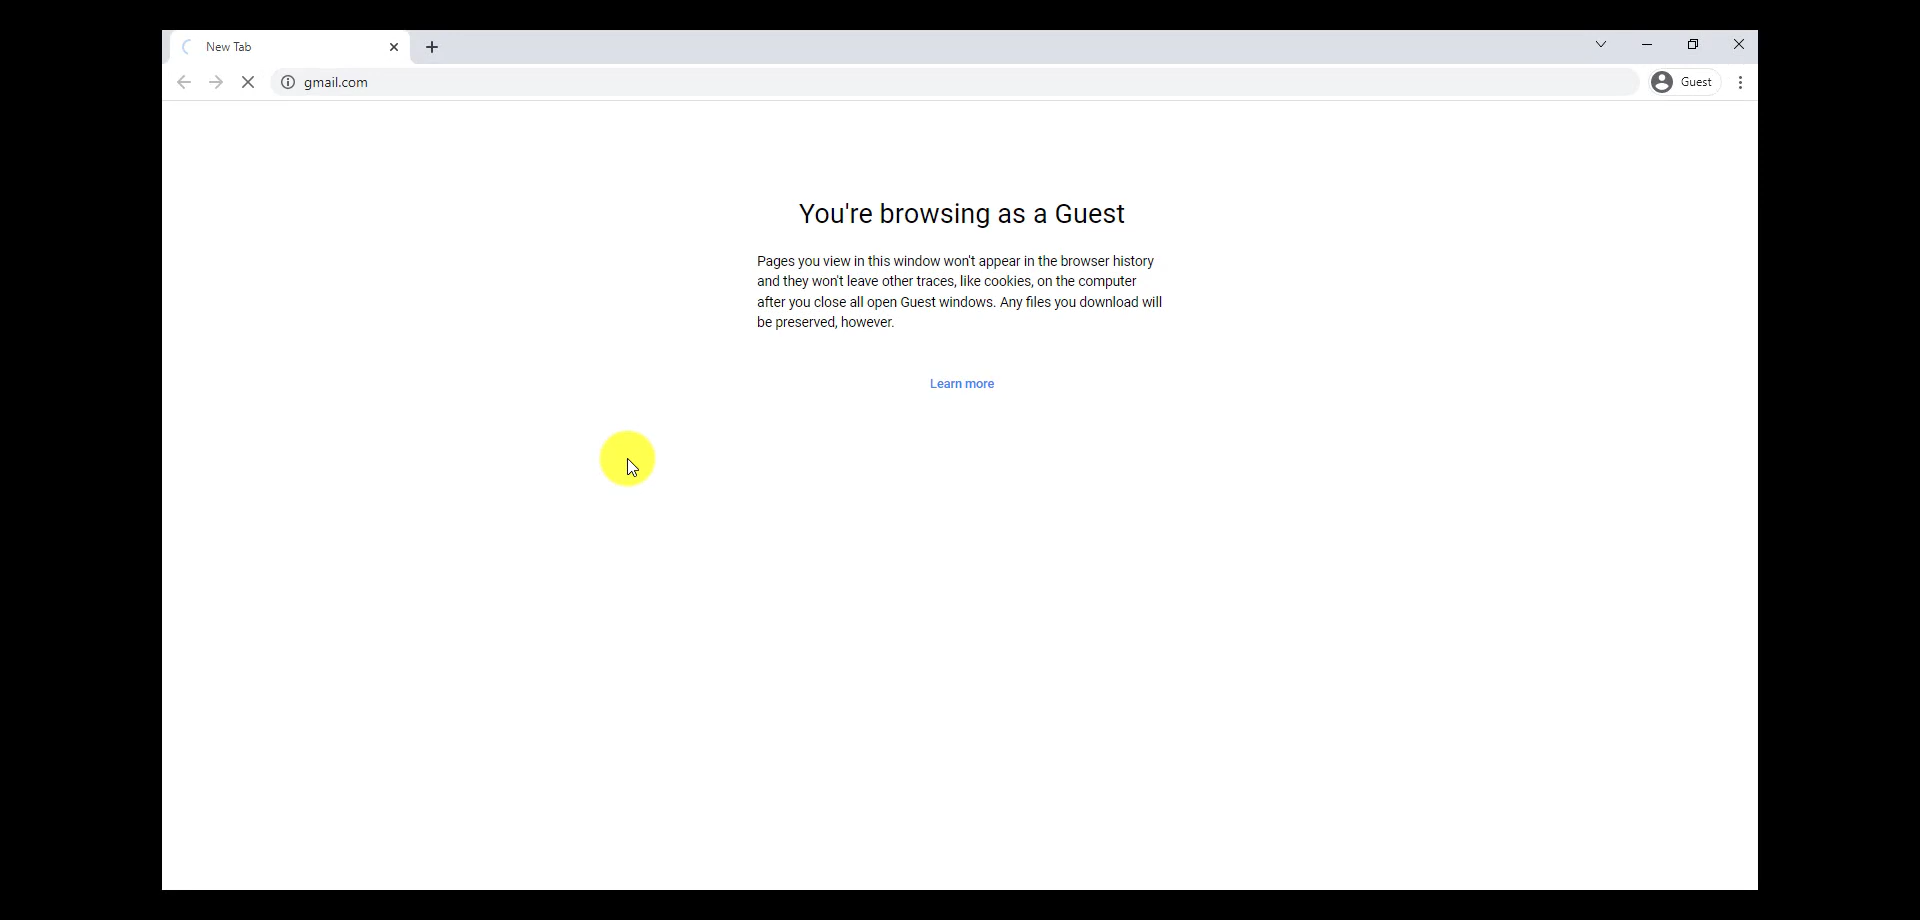 New Tab
gmail.com
Guest
You're browsing as a Guest
Pages you view in this window won't appear in the browser history
and they won't leave other traces, like cookies, on the computer
after you close all open Guest windows. Any files you download will
be preserved, however.
Learn more